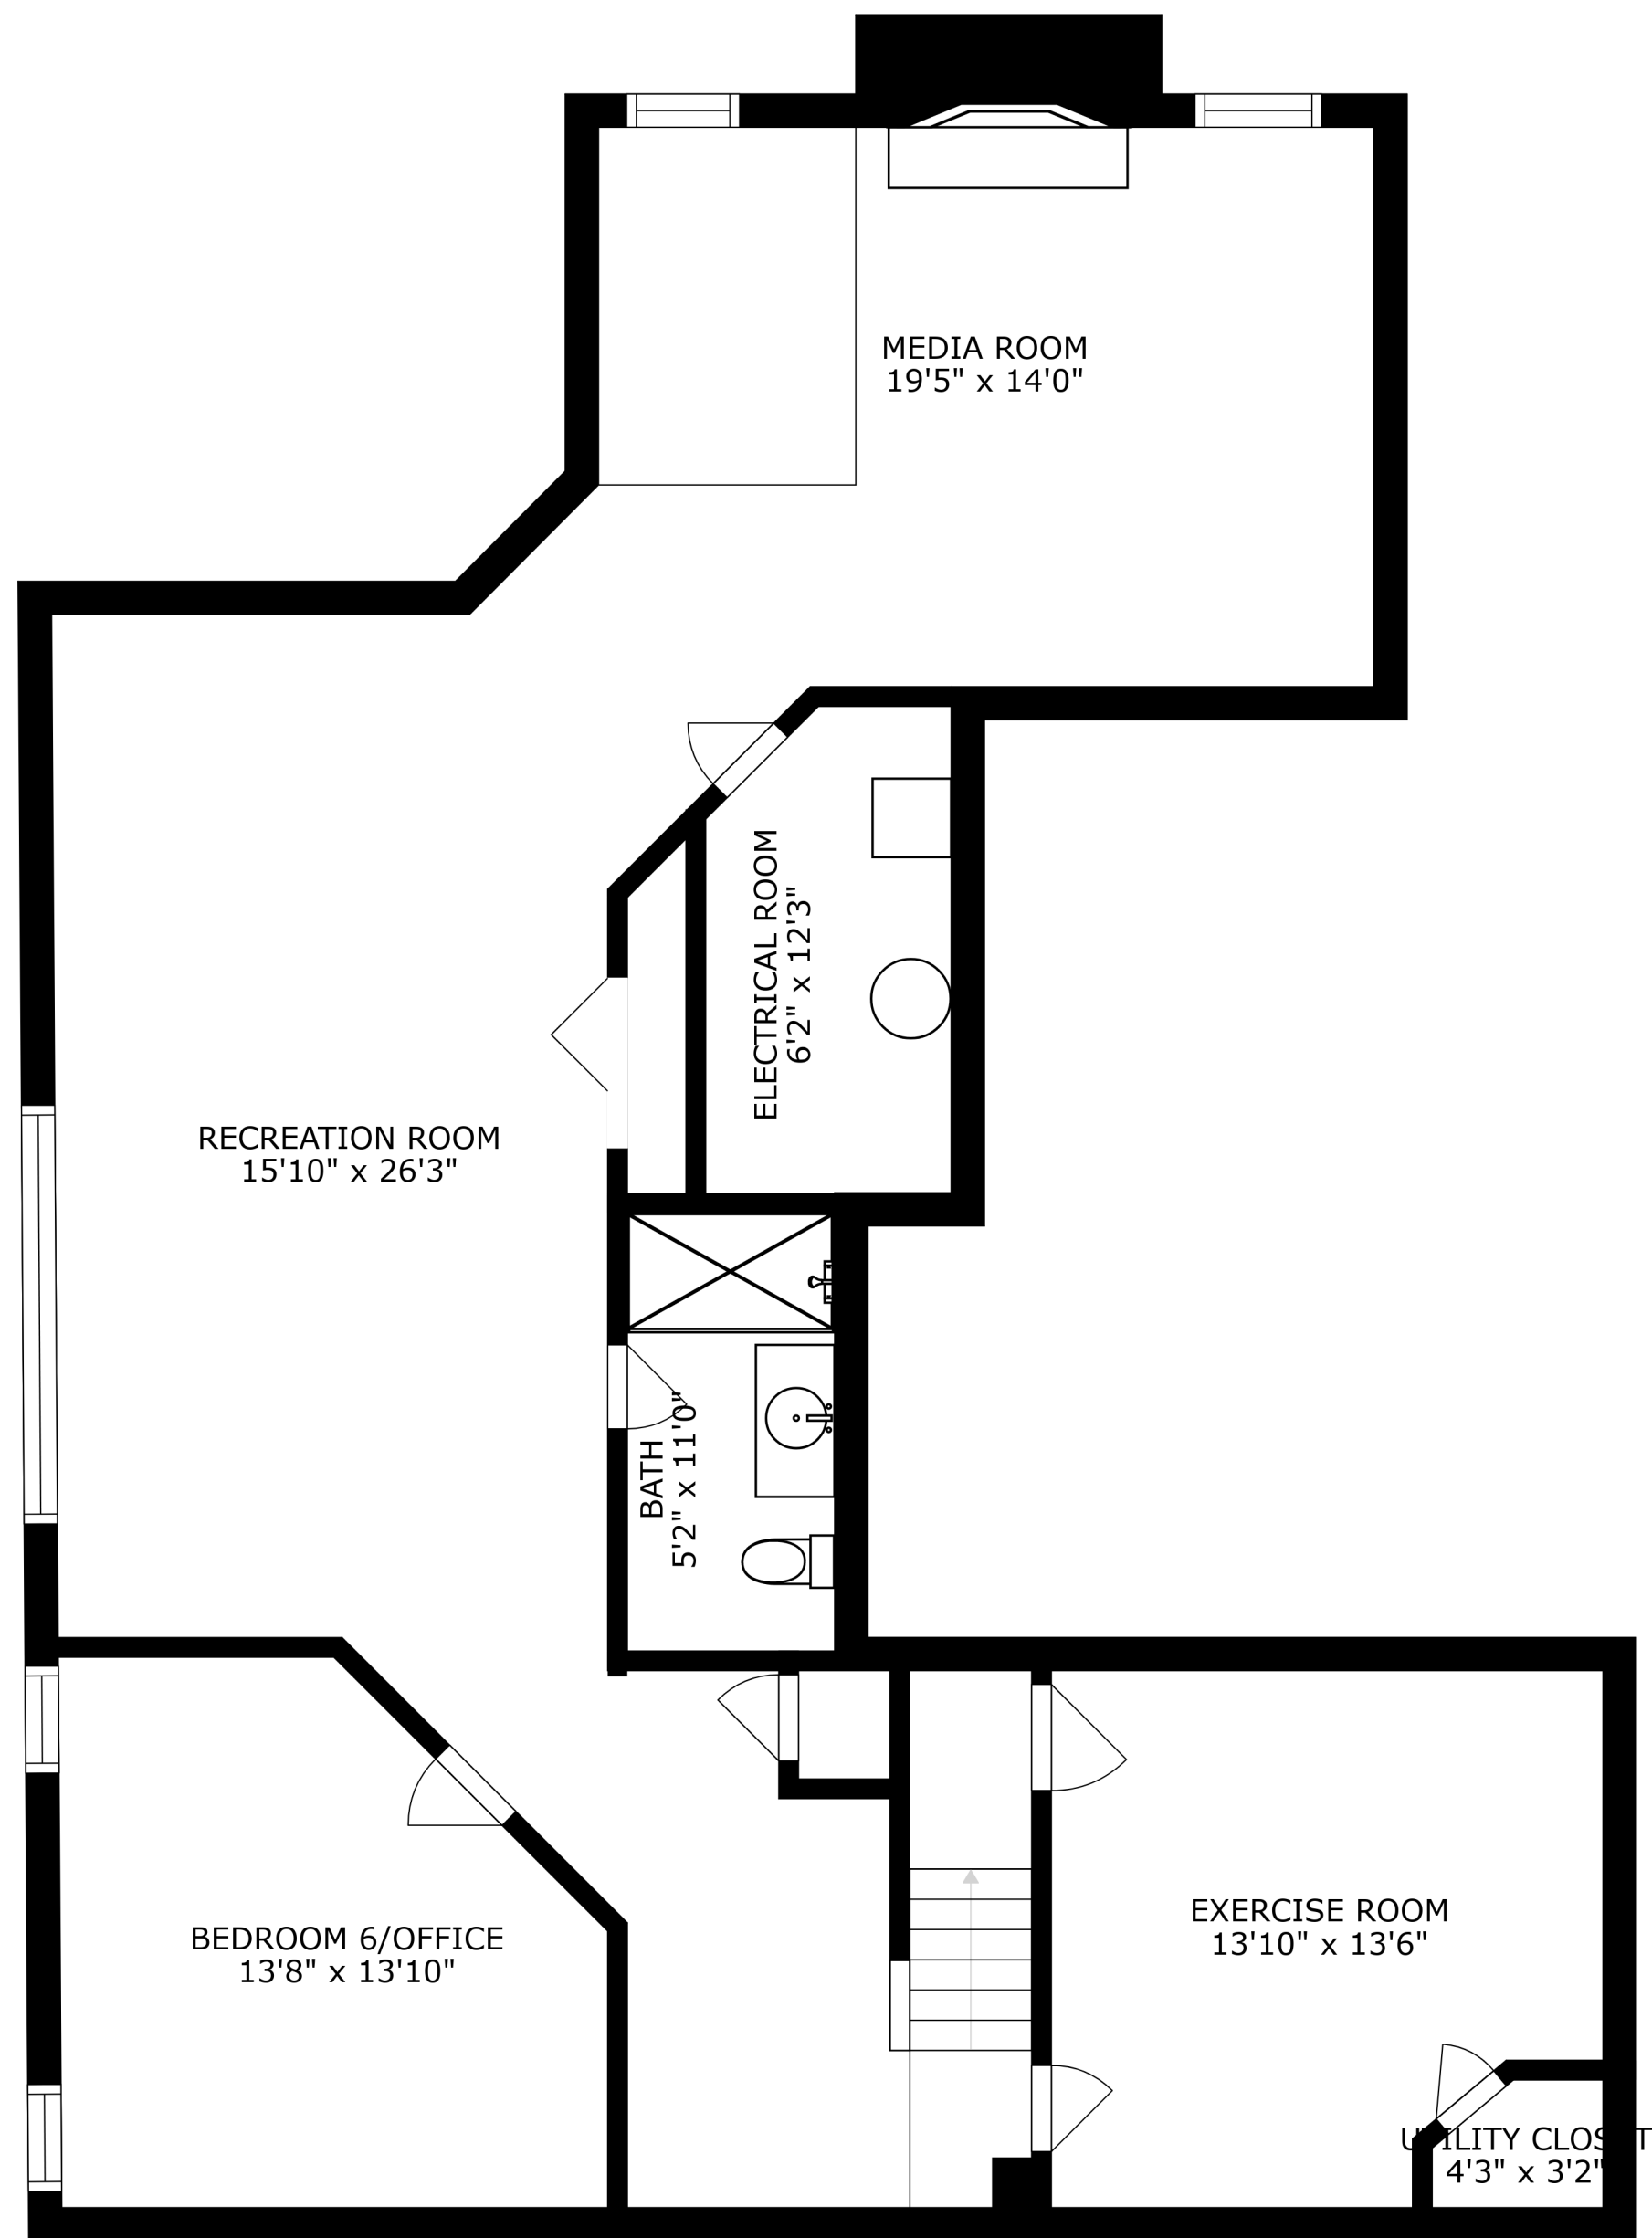 MEDIA ROOM
19'5" x 14'0"
ELECTRICAL ROOM
6'2" x 12'3"
RECREATION ROOM
15'10" x 26'3"
BATH
5'2" x 11'0"
EXERCISE ROOM
13'10" x 13'6"
BEDROOM 6/OFFICE
13'8" x 13'10"
UTILITY CLOSET
4'3" x 3'2"